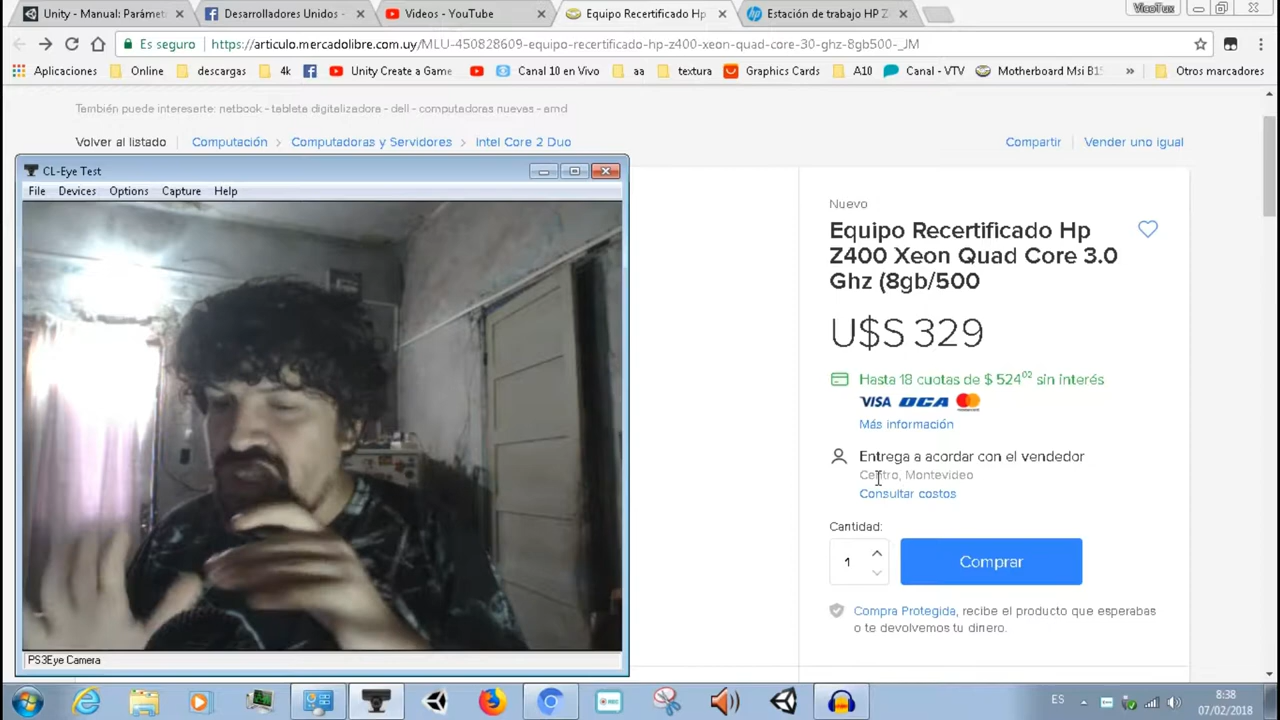 Unity - Manual: Parámet
Desarrolladores Unidos -
Videos - YouTube
Equipo Recertificado Hp
Estación de trabajo HP Z
VicoTux
Es seguro
https://articulo.mercadolibre.com.uy/MLU-450828609-equipo-recertificado-hp-z400-xeon-quad-core-30-ghz-8gb500-_JM
Aplicaciones
Online
descargas
4k
Unity Create a Game
Canal 10 en Vivo
aa
textura
Graphics Cards
A10
Canal - VTV
Motherboard Msi B15
»
Otros marcadores
También puede interesarte: netbook - tableta digitalizadora - dell - computadoras nuevas - amd
Volver al listado
Computación > Computadoras y Servidores > Intel Core 2 Duo
Compartir
Vender uno igual
CL-Eye Test
File Devices Options Capture Help
PS3Eye Camera
Nuevo
Equipo Recertificado Hp
Z400 Xeon Quad Core 3.0
Ghz (8gb/500
U$S 329
Hasta 18 cuotas de $ 524⁰² sin interés
VISA OCA mastercard
Más información
Entrega a acordar con el vendedor
Centro, Montevideo
Consultar costos
Cantidad:
1
Comprar
Compra Protegida, recibe el producto que esperabas
o te devolvemos tu dinero.
ES
8:38
07/02/2018